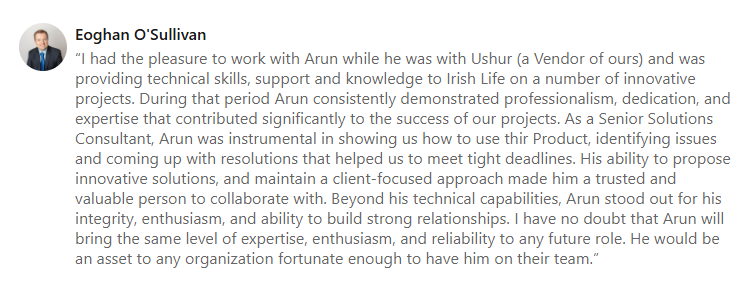 Eoghan O'Sullivan
“I had the pleasure to work with Arun while he was with Ushur (a Vendor of ours) and was
providing technical skills, support and knowledge to Irish Life on a number of innovative
projects. During that period Arun consistently demonstrated professionalism, dedication, and
expertise that contributed significantly to the success of our projects. As a Senior Solutions
Consultant, Arun was instrumental in showing us how to use thir Product, identifying issues
and coming up with resolutions that helped us to meet tight deadlines. His ability to propose
innovative solutions, and maintain a client-focused approach made him a trusted and
valuable person to collaborate with. Beyond his technical capabilities, Arun stood out for his
integrity, enthusiasm, and ability to build strong relationships. I have no doubt that Arun will
bring the same level of expertise, enthusiasm, and reliability to any future role. He would be
an asset to any organization fortunate enough to have him on their team.”